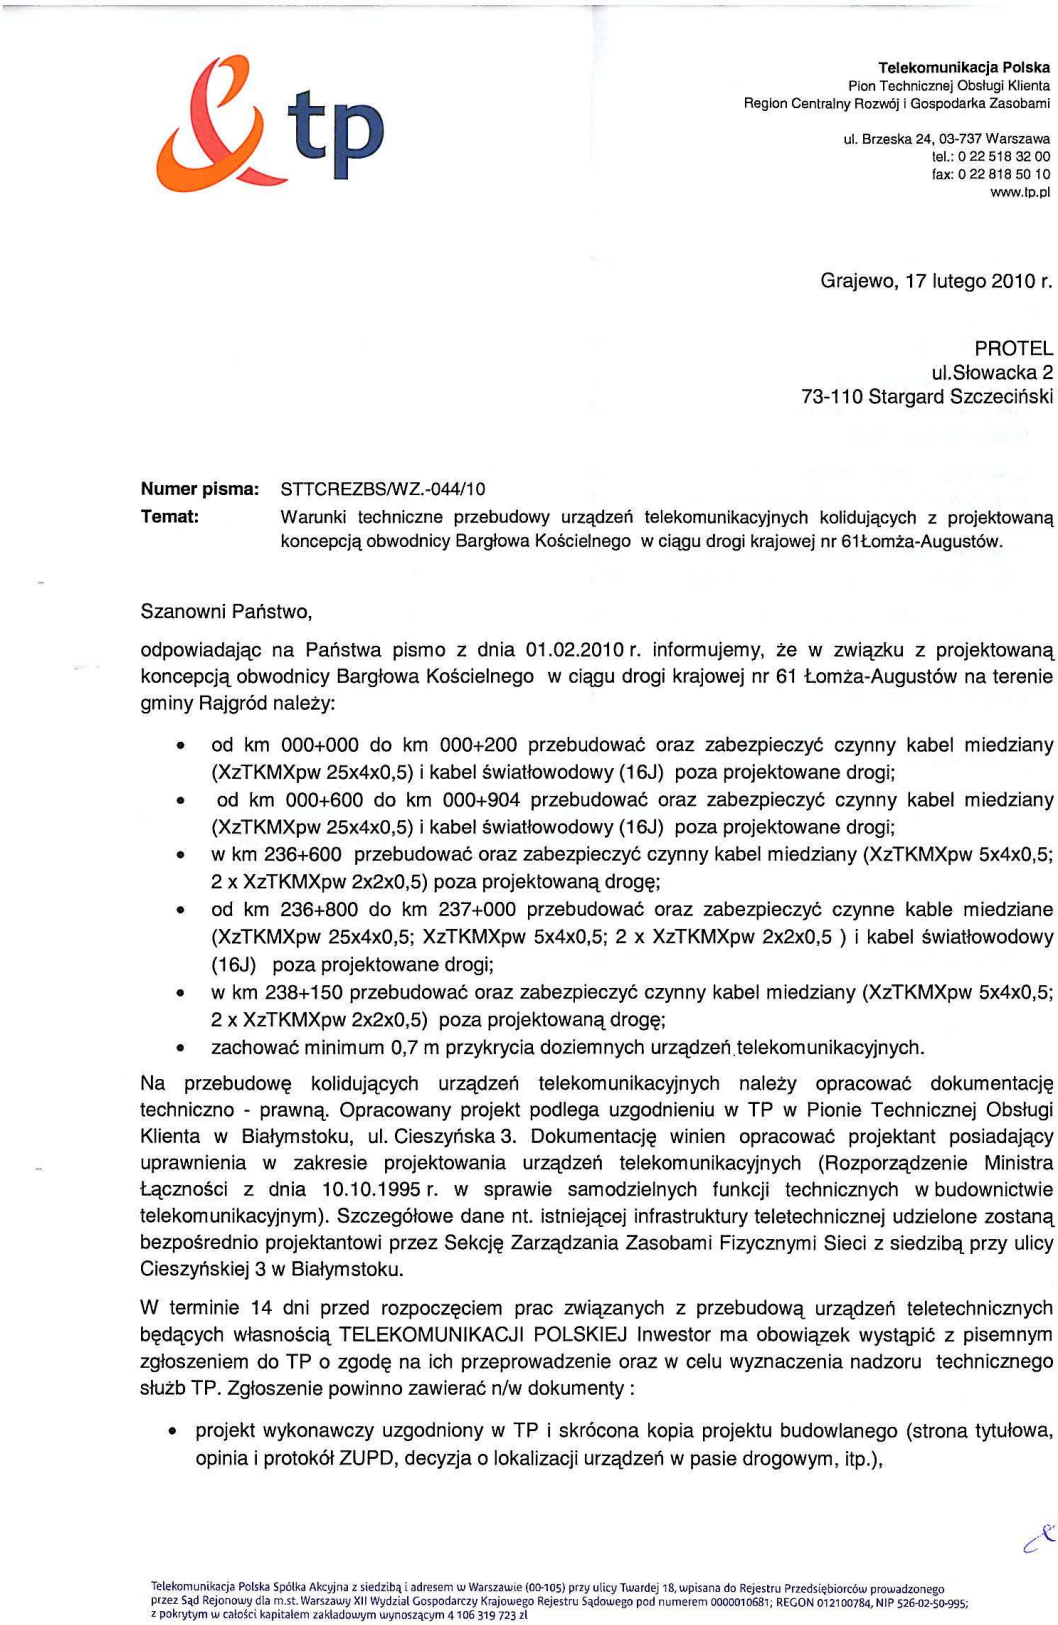 tp
Telekomunikacja Polska
Pion Technicznej Obsługi Klienta
Region Centralny Rozwój i Gospodarka Zasobami
ul. Brzeska 24, 03-737 Warszawa
tel.: 0 22 518 32 00
fax: 0 22 818 50 10
www.tp.pl
Grajewo, 17 lutego 2010 r.
PROTEL
ul.Słowacka 2
73-110 Stargard Szczeciński
Numer pisma: STTCREZBS/WZ.-044/10
Temat: Warunki techniczne przebudowy urządzeń telekomunikacyjnych kolidujących z projektowaną
koncepcją obwodnicy Bargłowa Kościelnego w ciągu drogi krajowej nr 61Łomża-Augustów.
Szanowni Państwo,
odpowiadając na Państwa pismo z dnia 01.02.2010 r. informujemy, że w związku z projektowaną
koncepcją obwodnicy Bargłowa Kościelnego w ciągu drogi krajowej nr 61 Łomża-Augustów na terenie
gminy Rajgród należy:
• od km 000+000 do km 000+200 przebudować oraz zabezpieczyć czynny kabel miedziany
(XzTKMXpw 25x4x0,5) i kabel światłowodowy (16J) poza projektowane drogi;
• od km 000+600 do km 000+904 przebudować oraz zabezpieczyć czynny kabel miedziany
(XzTKMXpw 25x4x0,5) i kabel światłowodowy (16J) poza projektowane drogi;
• w km 236+600 przebudować oraz zabezpieczyć czynny kabel miedziany (XzTKMXpw 5x4x0,5;
2 x XzTKMXpw 2x2x0,5) poza projektowaną drogę;
• od km 236+800 do km 237+000 przebudować oraz zabezpieczyć czynne kable miedziane
(XzTKMXpw 25x4x0,5; XzTKMXpw 5x4x0,5; 2 x XzTKMXpw 2x2x0,5 ) i kabel światłowodowy
(16J) poza projektowane drogi;
• w km 238+150 przebudować oraz zabezpieczyć czynny kabel miedziany (XzTKMXpw 5x4x0,5;
2 x XzTKMXpw 2x2x0,5) poza projektowaną drogę;
• zachować minimum 0,7 m przykrycia doziemnych urządzeń telekomunikacyjnych.
Na przebudowę kolidujących urządzeń telekomunikacyjnych należy opracować dokumentację
techniczno - prawną. Opracowany projekt podlega uzgodnieniu w TP w Pionie Technicznej Obsługi
Klienta w Białymstoku, ul. Cieszyńska 3. Dokumentację winien opracować projektant posiadający
uprawnienia w zakresie projektowania urządzeń telekomunikacyjnych (Rozporządzenie Ministra
Łączności z dnia 10.10.1995 r. w sprawie samodzielnych funkcji technicznych w budownictwie
telekomunikacyjnym). Szczegółowe dane nt. istniejącej infrastruktury teletechnicznej udzielone zostaną
bezpośrednio projektantowi przez Sekcję Zarządzania Zasobami Fizycznymi Sieci z siedzibą przy ulicy
Cieszyńskiej 3 w Białymstoku.
W terminie 14 dni przed rozpoczęciem prac związanych z przebudową urządzeń teletechnicznych
będących własnością TELEKOMUNIKACJI POLSKIEJ Inwestor ma obowiązek wystąpić z pisemnym
zgłoszeniem do TP o zgodę na ich przeprowadzenie oraz w celu wyznaczenia nadzoru technicznego
służb TP. Zgłoszenie powinno zawierać n/w dokumenty :
• projekt wykonawczy uzgodniony w TP i skrócona kopia projektu budowlanego (strona tytułowa,
opinia i protokół ZUPD, decyzja o lokalizacji urządzeń w pasie drogowym, itp.),
Telekomunikacja Polska Spółka Akcyjna z siedzibą i adresem w Warszawie (00-105) przy ulicy Twardej 18, wpisana do Rejestru Przedsiębiorców prowadzonego
przez Sąd Rejonowy dla m.st. Warszawy XII Wydział Gospodarczy Krajowego Rejestru Sądowego pod numerem 0000010681; REGON 012100784, NIP 526-02-50-995;
z pokrytym w całości kapitałem zakładowym wynoszącym 4 106 319 723 zł